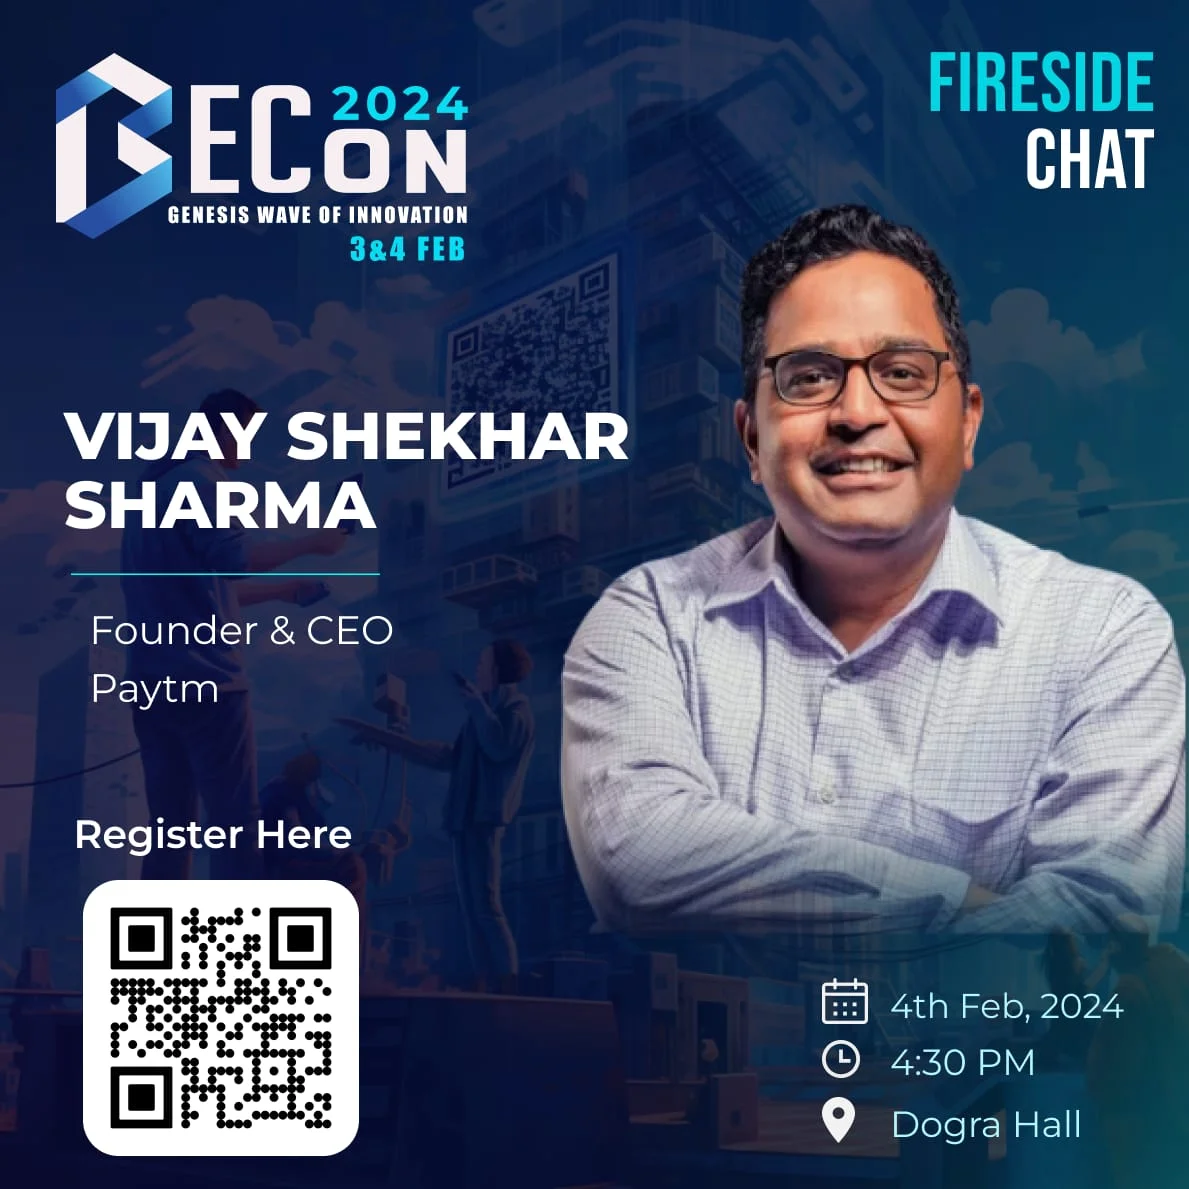 BECon 2024
GENESIS WAVE OF INNOVATION
3&4 FEB
FIRESIDE
CHAT
VIJAY SHEKHAR
SHARMA
Founder & CEO
Paytm
Register Here
4th Feb, 2024
4:30 PM
Dogra Hall